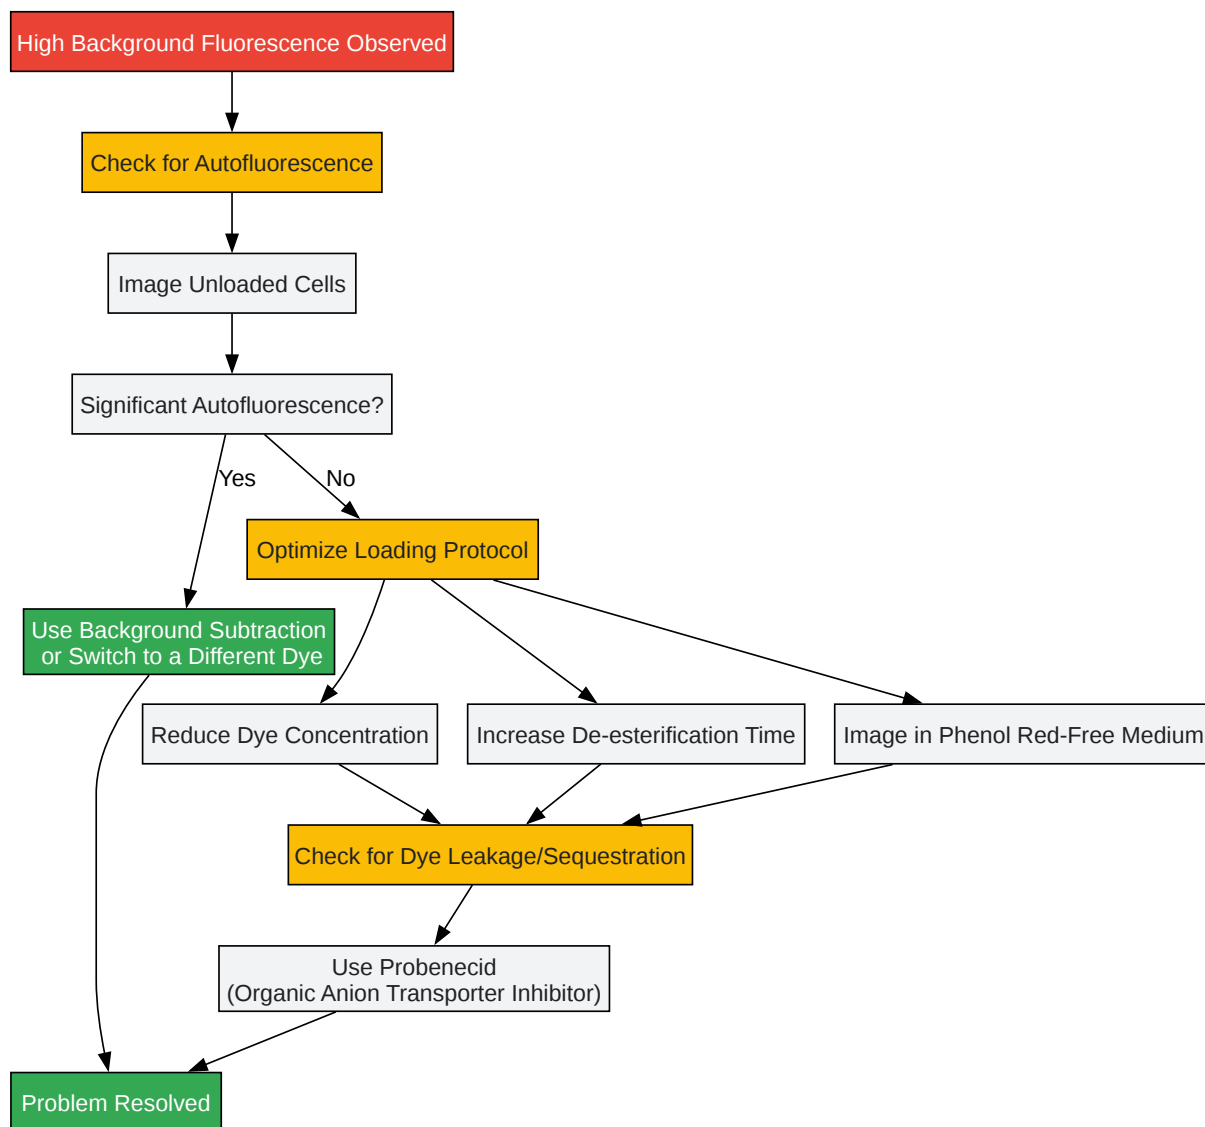 High Background Fluorescence Observed
Check for Autofluorescence
Image Unloaded Cells
Significant Autofluorescence?
Yes
No
Optimize Loading Protocol
Use Background Subtraction
or Switch to a Different Dye
Reduce Dye Concentration
Increase De-esterification Time
Image in Phenol Red-Free Medium
Check for Dye Leakage/Sequestration
Use Probenecid
(Organic Anion Transporter Inhibitor)
Problem Resolved